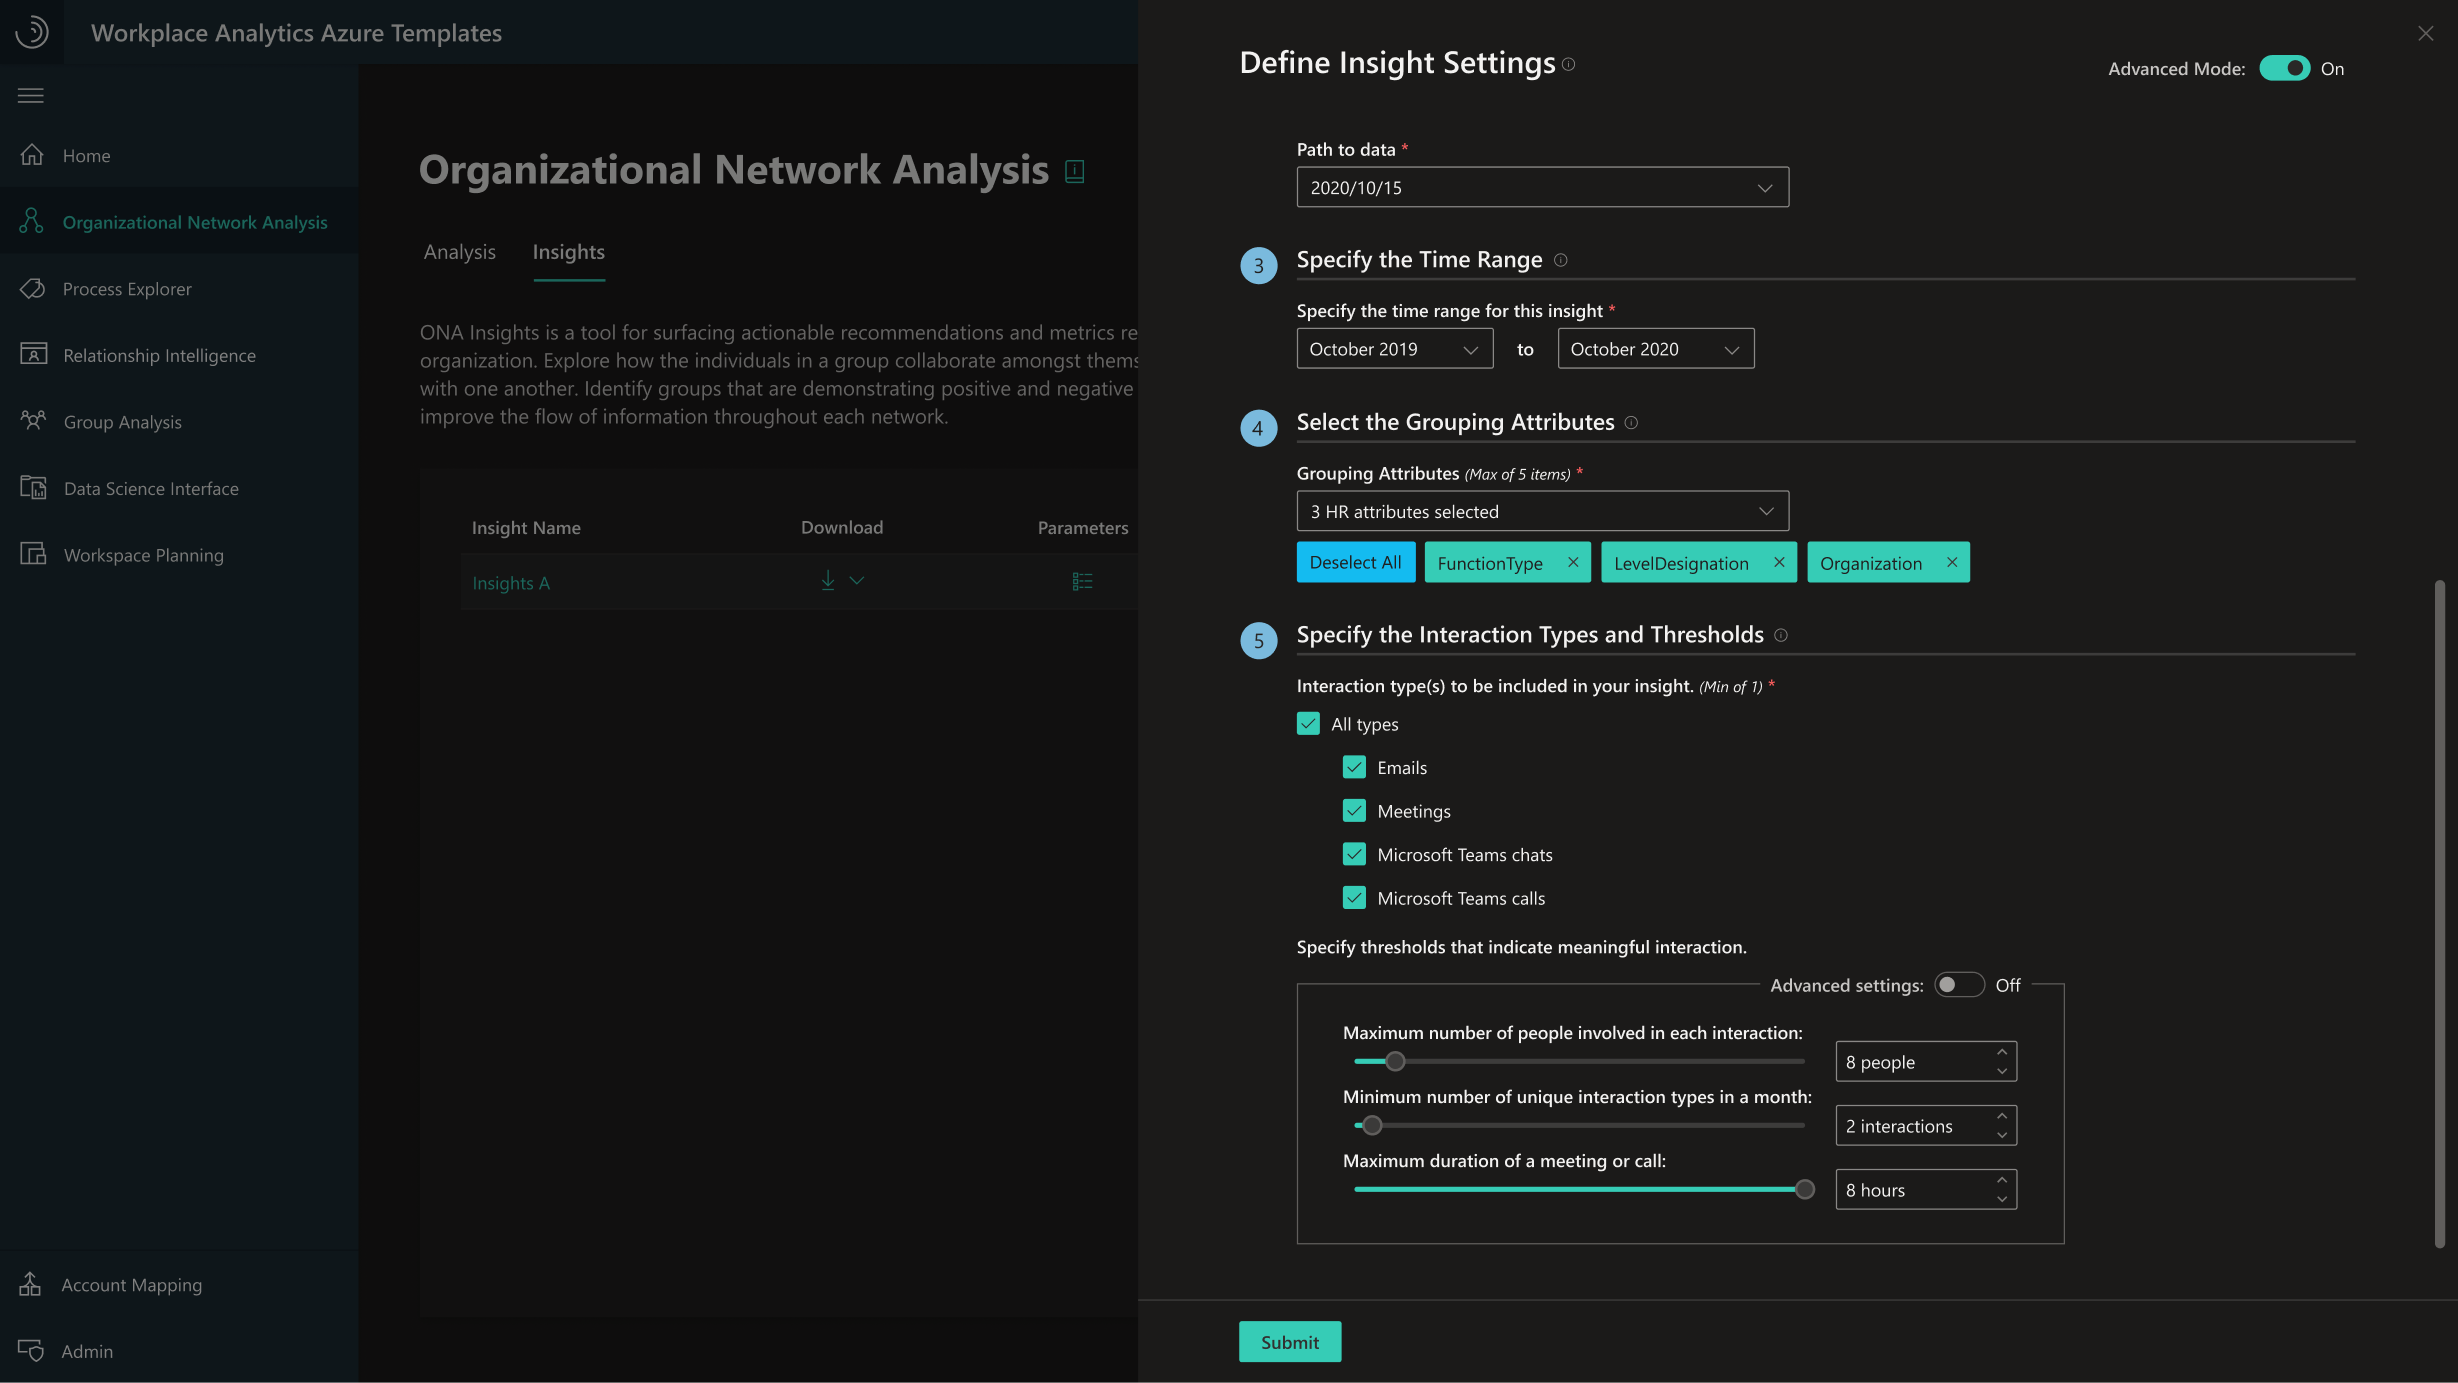 Workplace Analytics Azure Templates
Home
Organizational Network Analysis
Process Explorer
Relationship Intelligence
Group Analysis
Data Science Interface
Workspace Planning
Account Mapping
Admin
Organizational Network Analysis
Analysis
Insights
ONA Insights is a tool for surfacing actionable recommendations and metrics re
organization. Explore how the individuals in a group collaborate amongst thems
with one another. Identify groups that are demonstrating positive and negative
improve the flow of information throughout each network.
Insight Name Download Parameters
Insights A
Define Insight Settings
Advanced Mode: On
Path to data *
2020/10/15
3 Specify the Time Range
Specify the time range for this insight *
October 2019 to October 2020
4 Select the Grouping Attributes
Grouping Attributes (Max of 5 items) *
3 HR attributes selected
Deselect All FunctionType LevelDesignation Organization
5 Specify the Interaction Types and Thresholds
Interaction type(s) to be included in your insight. (Min of 1) *
All types
Emails
Meetings
Microsoft Teams chats
Microsoft Teams calls
Specify thresholds that indicate meaningful interaction.
Advanced settings: Off
Maximum number of people involved in each interaction:
8 people
Minimum number of unique interaction types in a month:
2 interactions
Maximum duration of a meeting or call:
8 hours
Submit